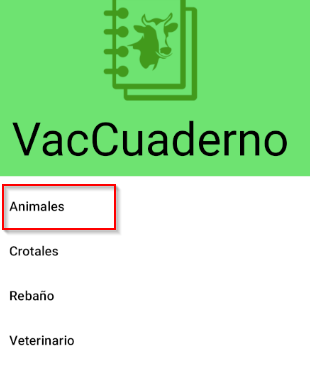 VacCuaderno
Animales
Crotales
Rebaño
Veterinario